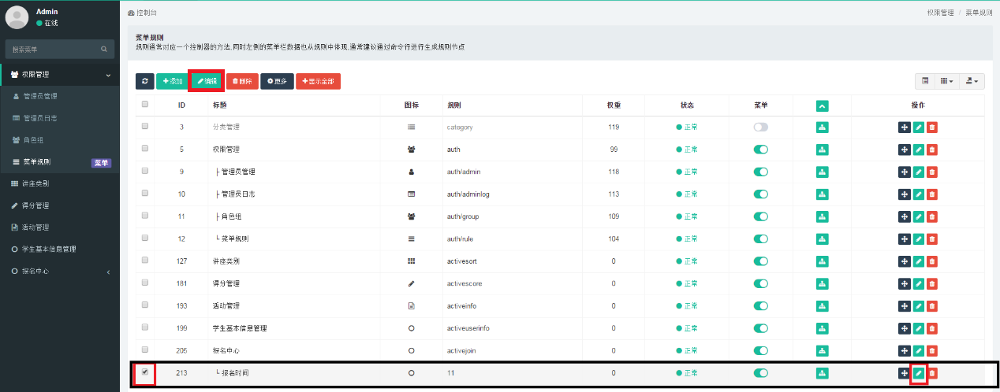 Admin
在线
搜索菜单
权限管理
管理员管理
管理员日志
角色组
菜单规则 菜单
讲座类别
得分管理
活动管理
学生基本信息管理
报名中心
控制台 权限管理 / 菜单规则
菜单规则
规则通常对应一个控制器的方法,同时左侧的菜单栏数据也从规则中体现,通常建议通过命令行进行生成规则节点
添加 编辑 删除 更多 显示全部
ID 标题 图标 规则 权重 状态 菜单 操作
3 分类管理 category 119 正常
5 权限管理 auth 99 正常
9 ├ 管理员管理 auth/admin 118 正常
10 ├ 管理员日志 auth/adminlog 113 正常
11 ├ 角色组 auth/group 109 正常
12 └ 菜单规则 auth/rule 104 正常
127 讲座类别 activesort 0 正常
181 得分管理 activescore 0 正常
193 活动管理 activeinfo 0 正常
199 学生基本信息管理 activeuserinfo 0 正常
205 报名中心 activejoin 0 正常
213 └ 报名时间 11 0 正常